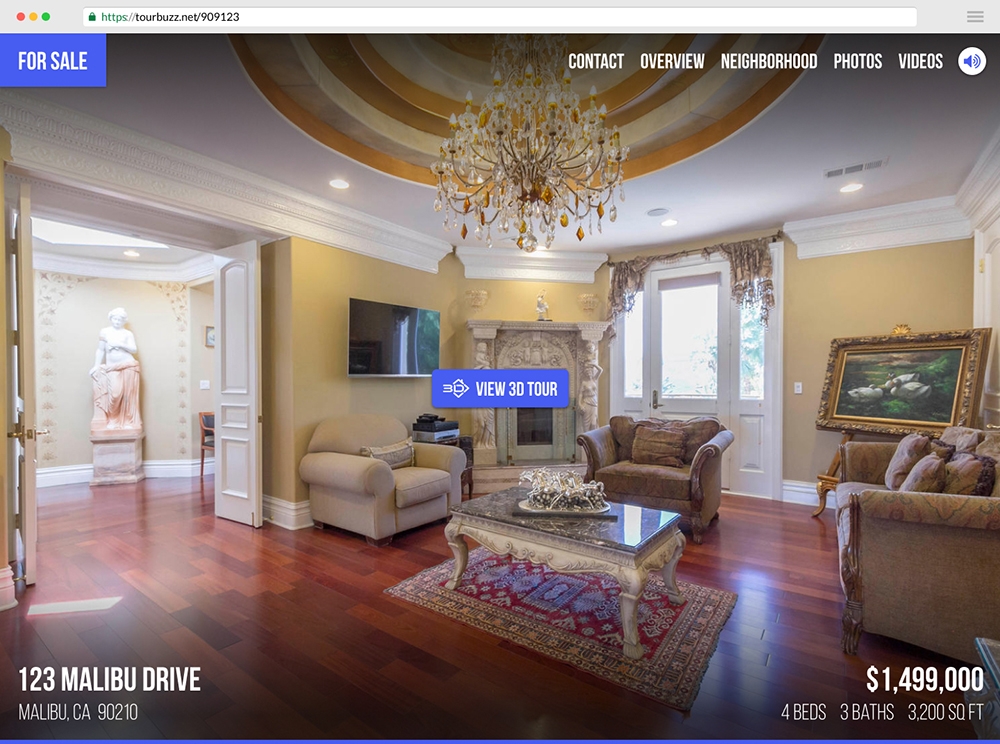 https://tourbuzz.net/909123
FOR SALE
CONTACT OVERVIEW NEIGHBORHOOD PHOTOS VIDEOS
VIEW 3D TOUR
123 MALIBU DRIVE
MALIBU, CA 90210
$1,499,000
4 BEDS 3 BATHS 3,200 SQ FT